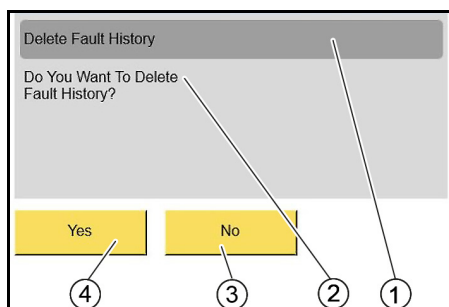 Delete Fault History
Do You Want To Delete
Fault History?
Yes
No
4
3
2
1